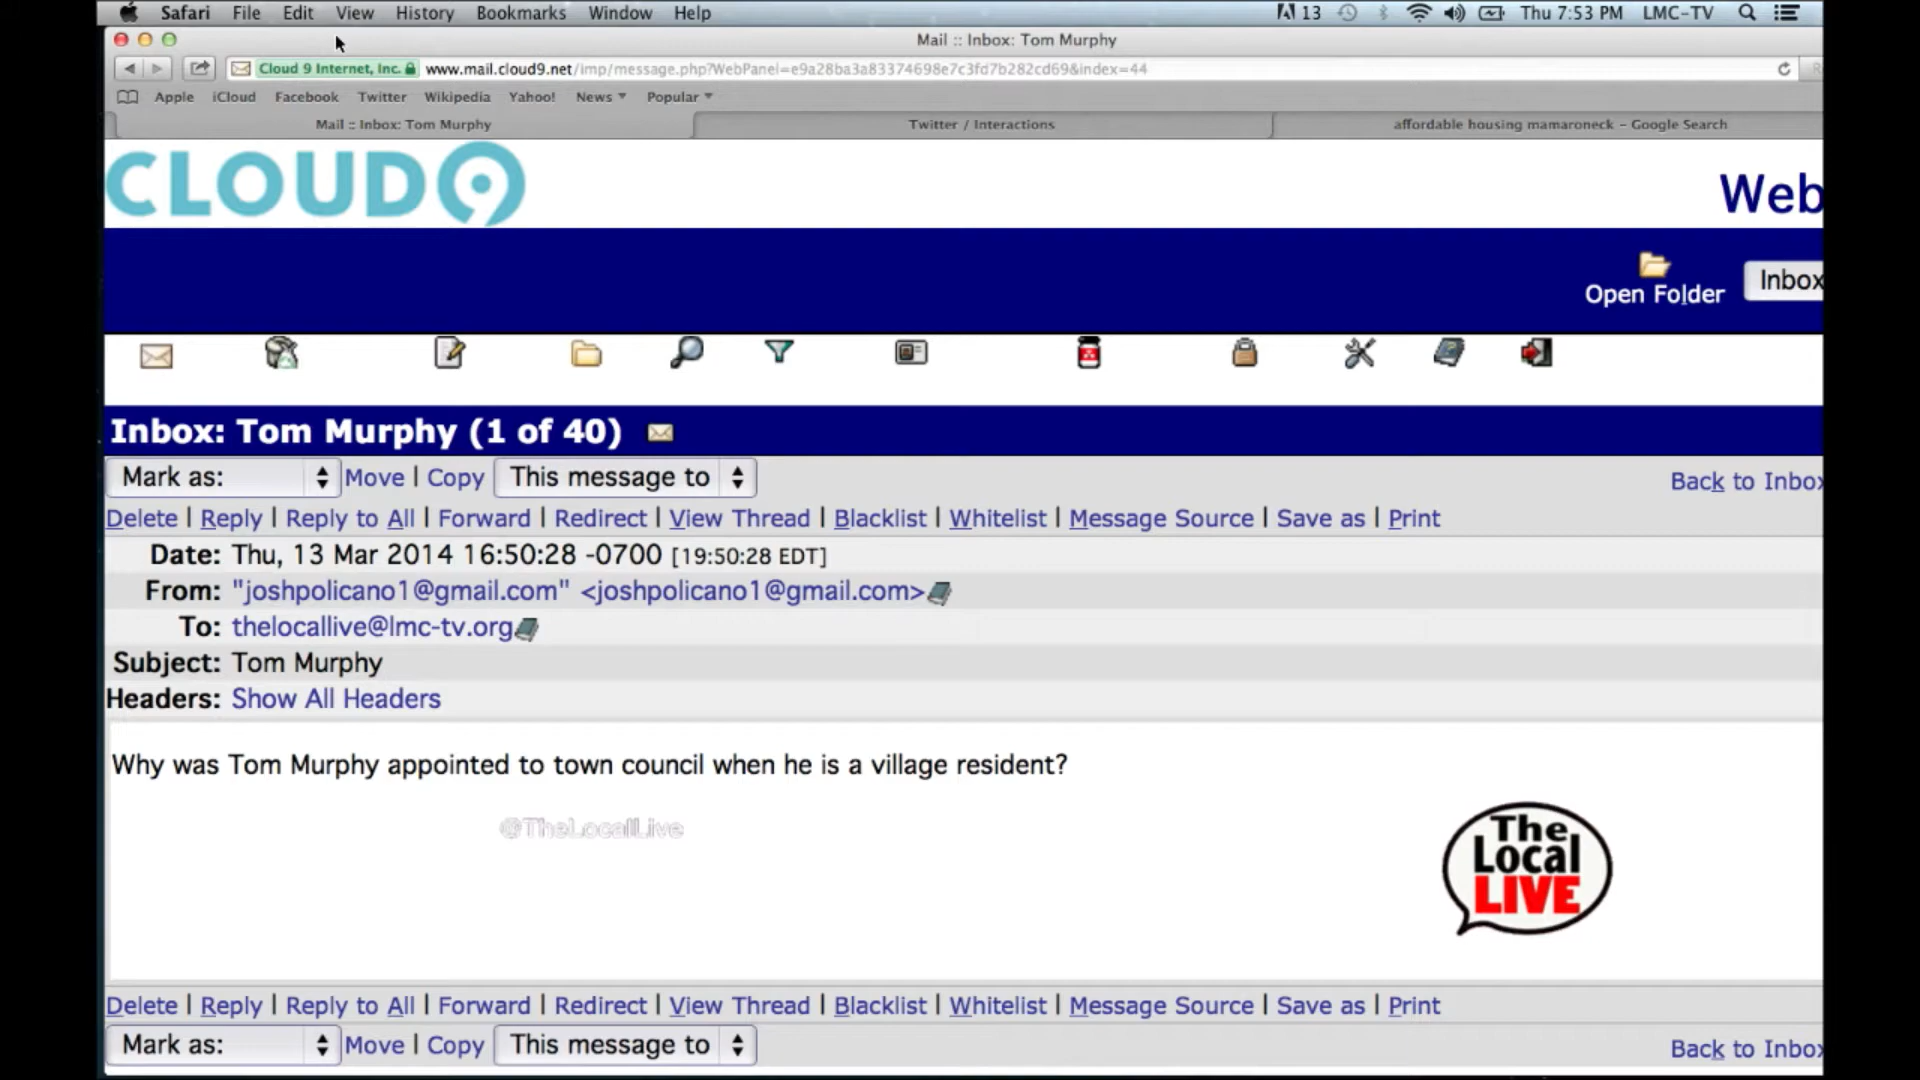 Safari File Edit View History Bookmarks Window Help 13 Thu 7:53 PM LMC-TV
Mail :: Inbox: Tom Murphy
Cloud 9 Internet, Inc. www.mail.cloud9.net/imp/message.php?WebPanel=e9a28ba3a83374698e7c3fd7b282cd69&index=44
Apple iCloud Facebook Twitter Wikipedia Yahoo! News Popular
Mail :: Inbox: Tom Murphy Twitter / Interactions affordable housing mamaroneck – Google Search
CLOUD9
Web
Open Folder Inbox
Inbox: Tom Murphy (1 of 40)
Mark as: Move | Copy This message to Back to Inbox
Delete | Reply | Reply to All | Forward | Redirect | View Thread | Blacklist | Whitelist | Message Source | Save as | Print
Date: Thu, 13 Mar 2014 16:50:28 -0700 [19:50:28 EDT]
From: "joshpolicano1@gmail.com" <joshpolicano1@gmail.com>
To: thelocallive@lmc-tv.org
Subject: Tom Murphy
Headers: Show All Headers
Why was Tom Murphy appointed to town council when he is a village resident?
@TheLocalLive
The
Local
LIVE
Delete | Reply | Reply to All | Forward | Redirect | View Thread | Blacklist | Whitelist | Message Source | Save as | Print
Mark as: Move | Copy This message to Back to Inbox